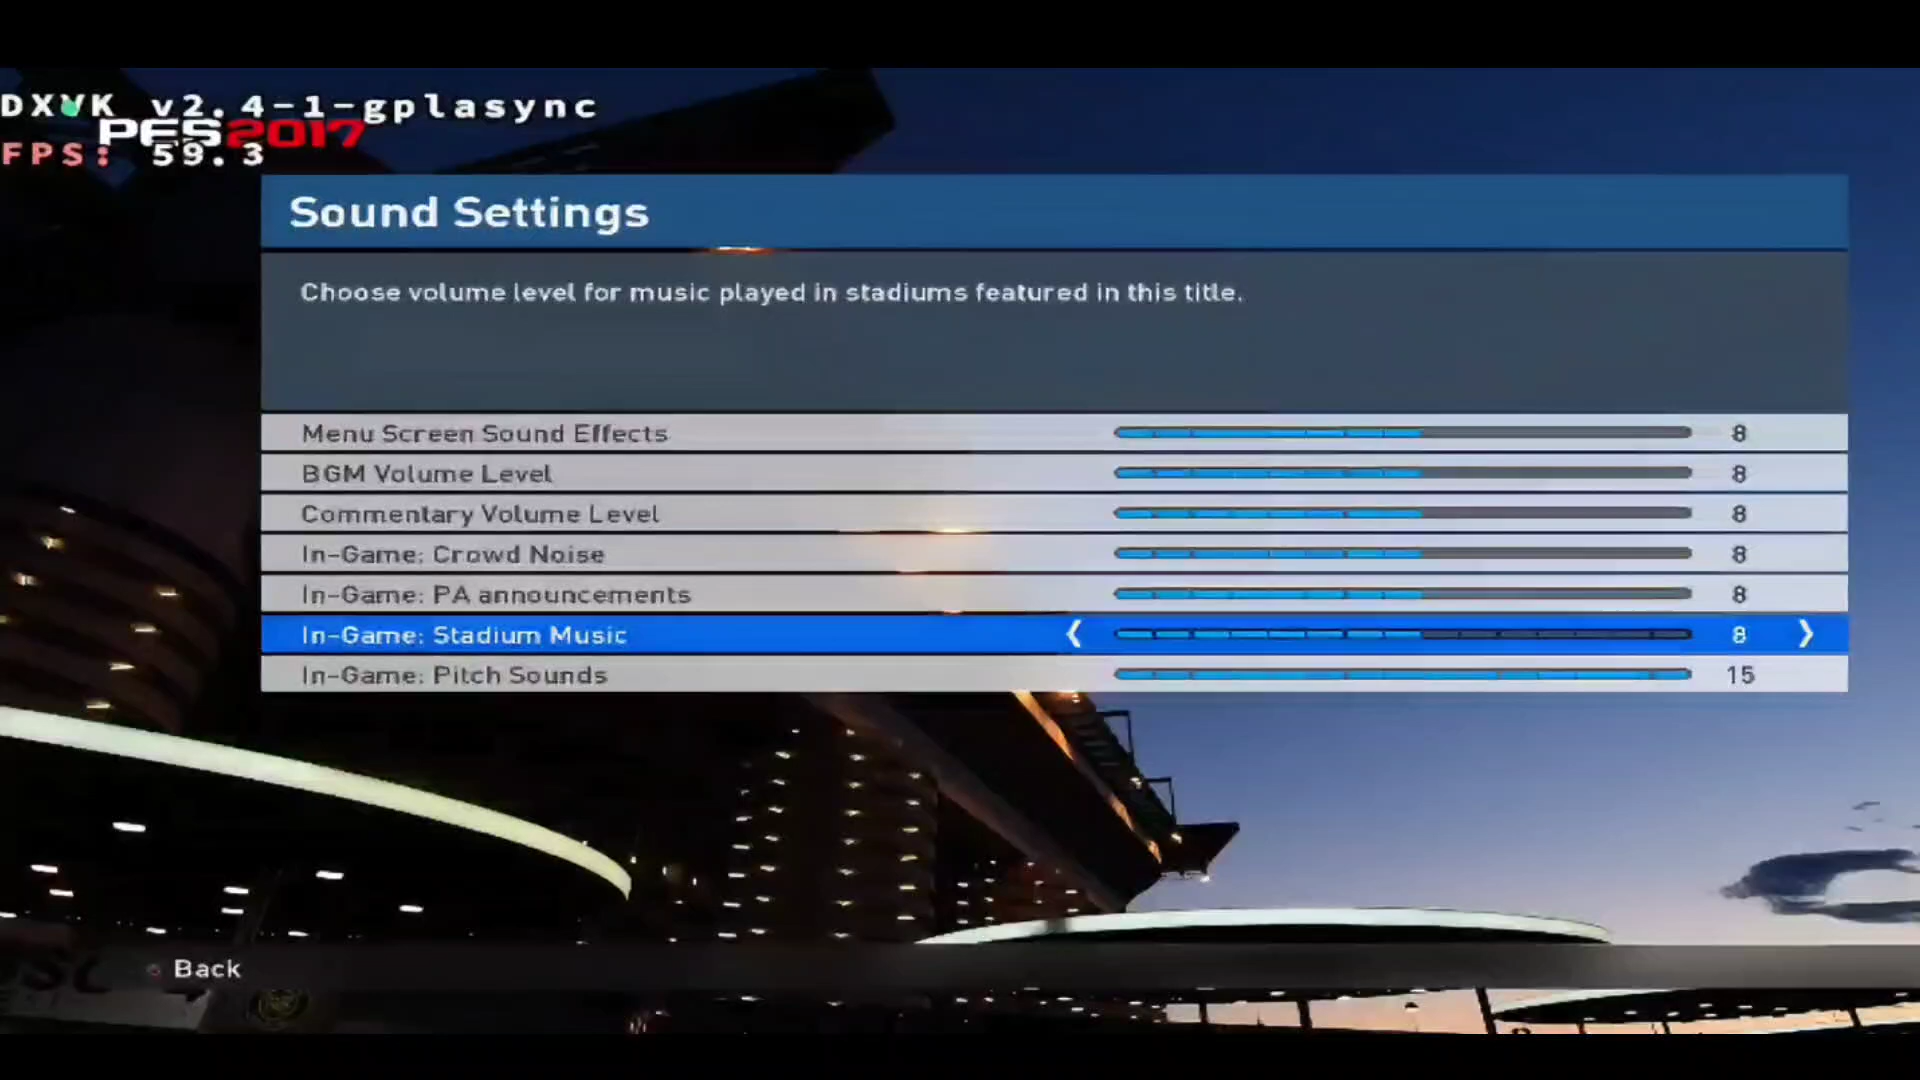 DXVK v2.4-1-gplasync
PES2017
FPS: 59.3
Sound Settings
Choose volume level for music played in stadiums featured in this title.
Menu Screen Sound Effects 8
BGM Volume Level 8
Commentary Volume Level 8
In-Game: Crowd Noise 8
In-Game: PA announcements 8
In-Game: Stadium Music 8
In-Game: Pitch Sounds 15
Back